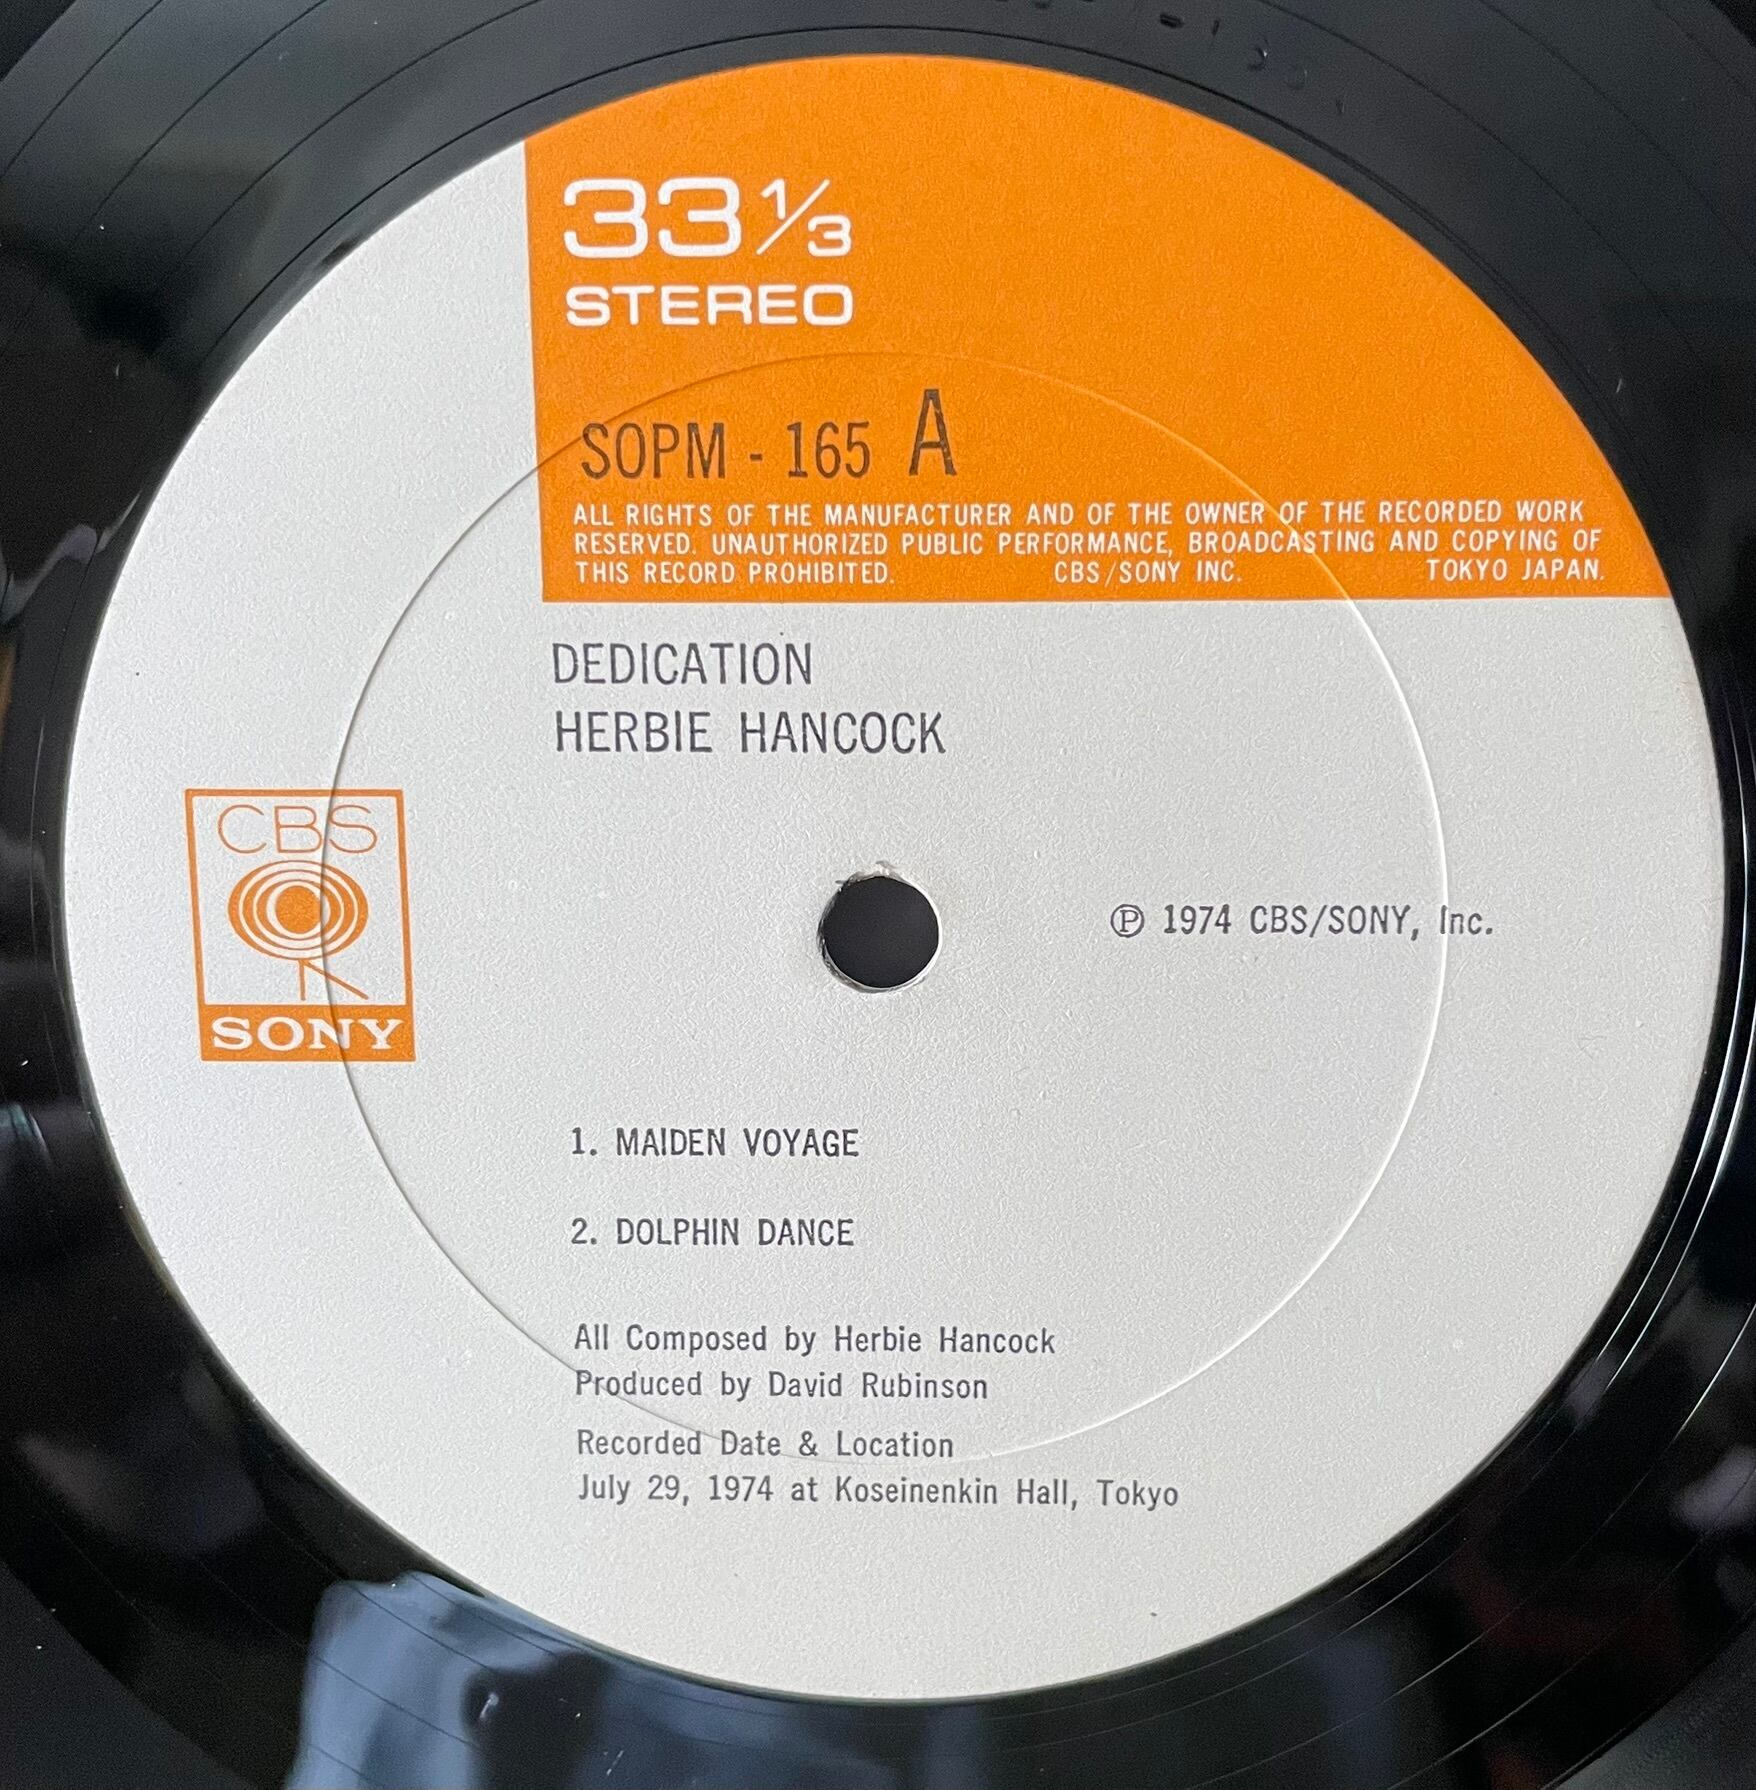 33 1/3
STEREO
SOPM - 165 A
ALL RIGHTS OF THE MANUFACTURER AND OF THE OWNER OF THE RECORDED WORK
RESERVED. UNAUTHORIZED PUBLIC PERFORMANCE, BROADCASTING AND COPYING OF
THIS RECORD PROHIBITED. CBS/SONY INC. TOKYO JAPAN.
DEDICATION
HERBIE HANCOCK
CBS
SONY
℗ 1974 CBS/SONY, Inc.
1. MAIDEN VOYAGE
2. DOLPHIN DANCE
All Composed by Herbie Hancock
Produced by David Rubinson
Recorded Date & Location
July 29, 1974 at Koseinenkin Hall, Tokyo